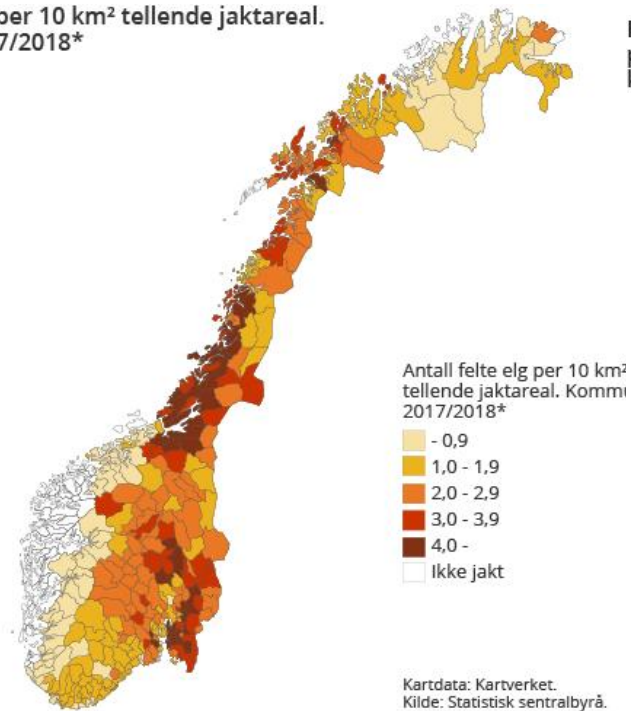 per 10 km² tellende jaktareal.
7/2018*
Antall felte elg per 10 km²
tellende jaktareal. Kommu
2017/2018*
- 0,9
1,0 - 1,9
2,0 - 2,9
3,0 - 3,9
4,0 -
Ikke jakt
Kartdata: Kartverket.
Kilde: Statistisk sentralbyrå.